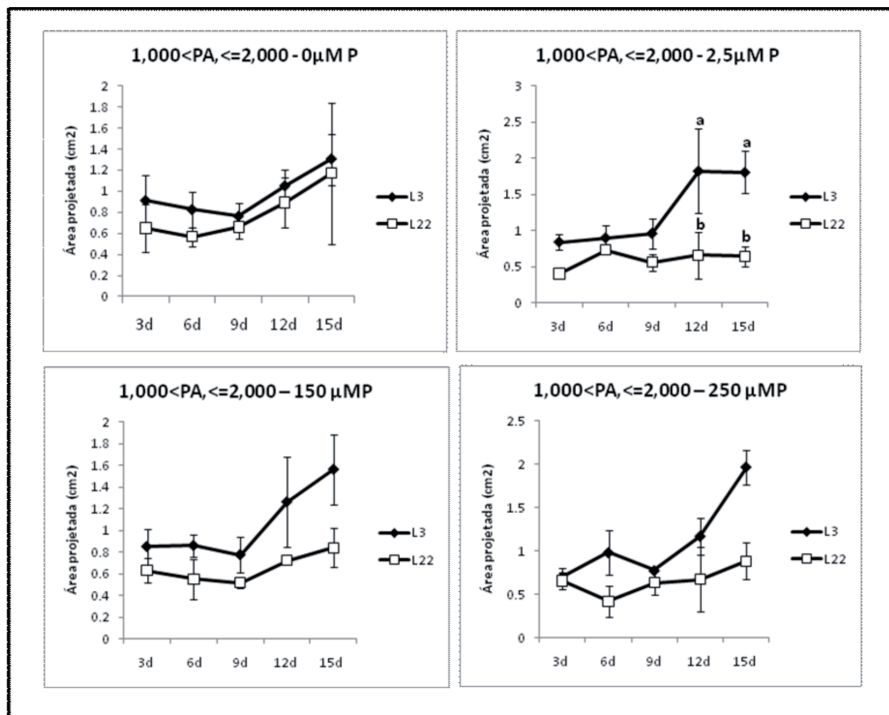 1,000<PA,<=2,000 - 0µM P
Área projetada (cm2)
2
1.8
1.6
1.4
1.2
1
0.8
0.6
0.4
0.2
0
3d 6d 9d 12d 15d
L3
L22
1,000<PA,<=2,000 - 2,5µM P
Área projetada (cm2)
3
2.5
2
1.5
1
0.5
0
a a
b b
3d 6d 9d 12d 15d
L3
L22
1,000<PA,<=2,000 – 150 µMP
Área projetada (cm2)
2
1.8
1.6
1.4
1.2
1
0.8
0.6
0.4
0.2
0
3d 6d 9d 12d 15d
L3
L22
1,000<PA,<=2,000 – 250 µMP
Área projetada (cm2)
2.5
2
1.5
1
0.5
0
3d 6d 9d 12d 15d
L3
L22